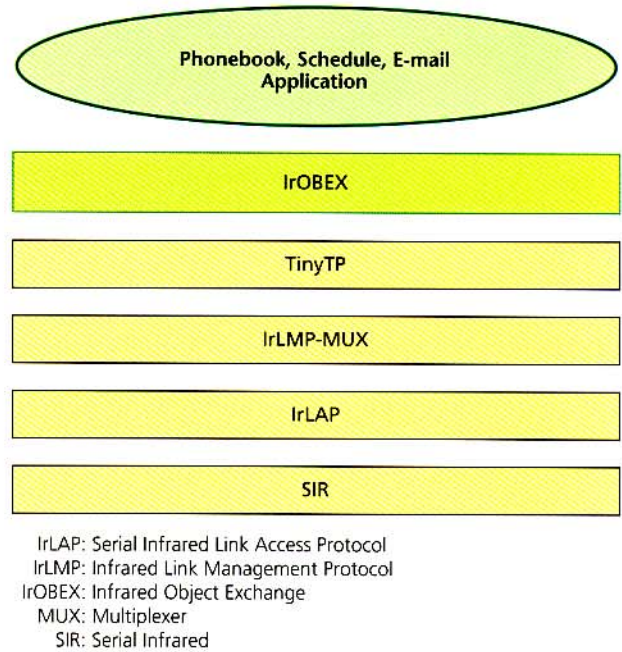 Phonebook, Schedule, E-mail
Application
IrOBEX
TinyTP
IrLMP-MUX
IrLAP
SIR
IrLAP: Serial Infrared Link Access Protocol
IrLMP: Infrared Link Management Protocol
IrOBEX: Infrared Object Exchange
MUX: Multiplexer
SIR: Serial Infrared